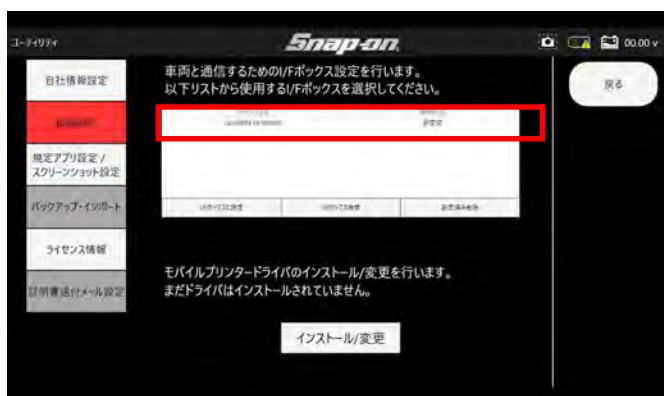 ユーティリティ
Snap-on
00.00 v
自社情報設定
車両と通信するためのI/Fボックス設定を行います。
以下リストから使用するI/Fボックスを選択してください。
戻る
規定アプリ設定 /
スクリーンショット設定
バックアップ・インポート
ライセンス情報
モバイルプリンタードライバのインストール/変更を行います。
まだドライバはインストールされていません。
証明書送付メール設定
インストール/変更